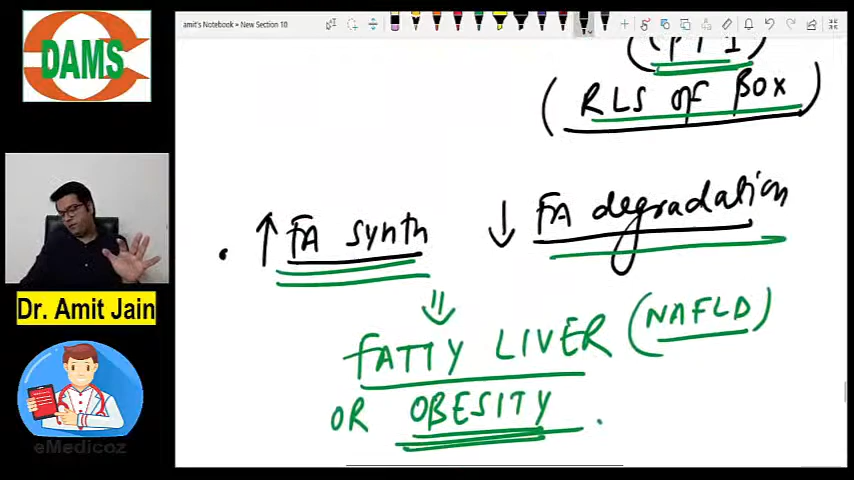 DAMS
amit's Notebook » New Section 10
(CPT I)
(RLS of βox)
. ↑ FA synth ↓ FA degradation
⇓
FATTY LIVER (NAFLD)
OR OBESITY .
Dr. Amit Jain
eMedicoz